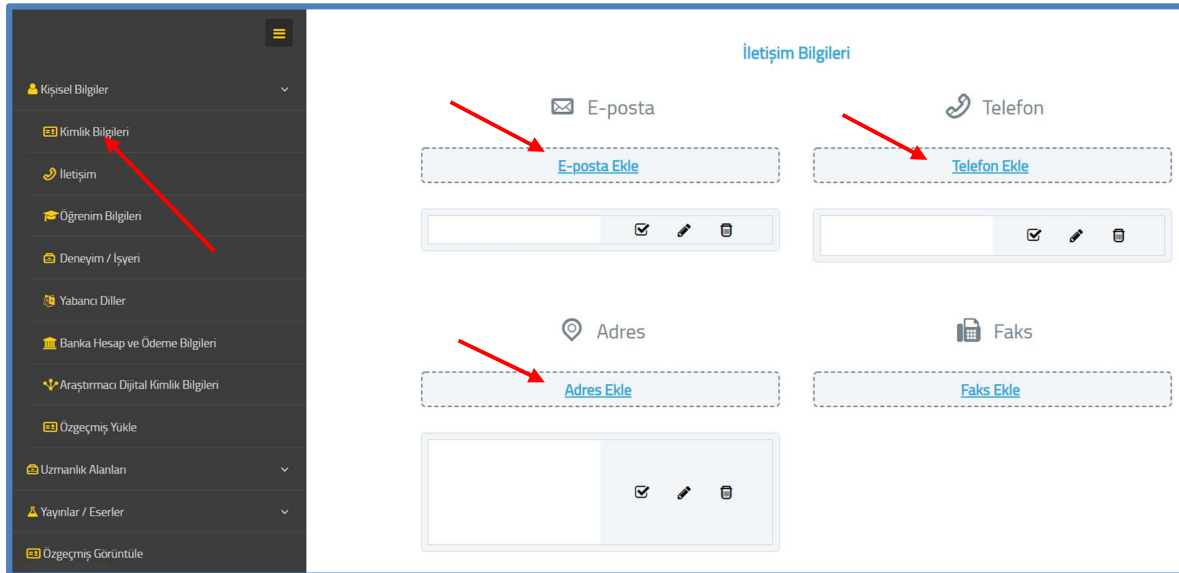 Kişisel Bilgiler
Kimlik Bilgileri
İletişim
Öğrenim Bilgileri
Deneyim / İşyeri
Yabancı Diller
Banka Hesap ve Ödeme Bilgileri
Araştırmacı Dijital Kimlik Bilgileri
Özgeçmiş Yükle
Uzmanlık Alanları
Yayınlar / Eserler
Özgeçmiş Görüntüle
İletişim Bilgileri
E-posta
E-posta Ekle
Telefon
Telefon Ekle
Adres
Adres Ekle
Faks
Faks Ekle